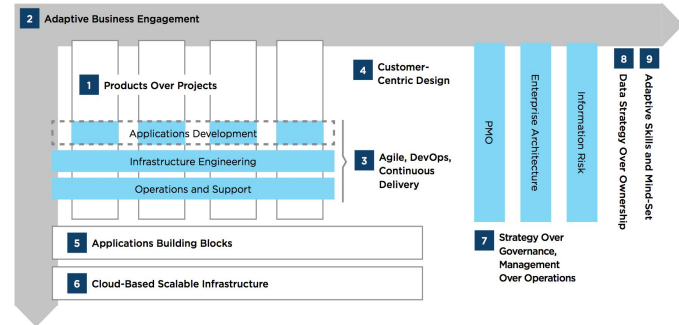 2 Adaptive Business Engagement
1 Products Over Projects
Applications Development
Infrastructure Engineering
Operations and Support
3 Agile, DevOps,
Continuous
Delivery
4 Customer-
Centric Design
5 Applications Building Blocks
6 Cloud-Based Scalable Infrastructure
PMO
Enterprise Architecture
Information Risk
7 Strategy Over
Governance,
Management
Over Operations
8 Data Strategy Over Ownership
9 Adaptive Skills and Mind-Set